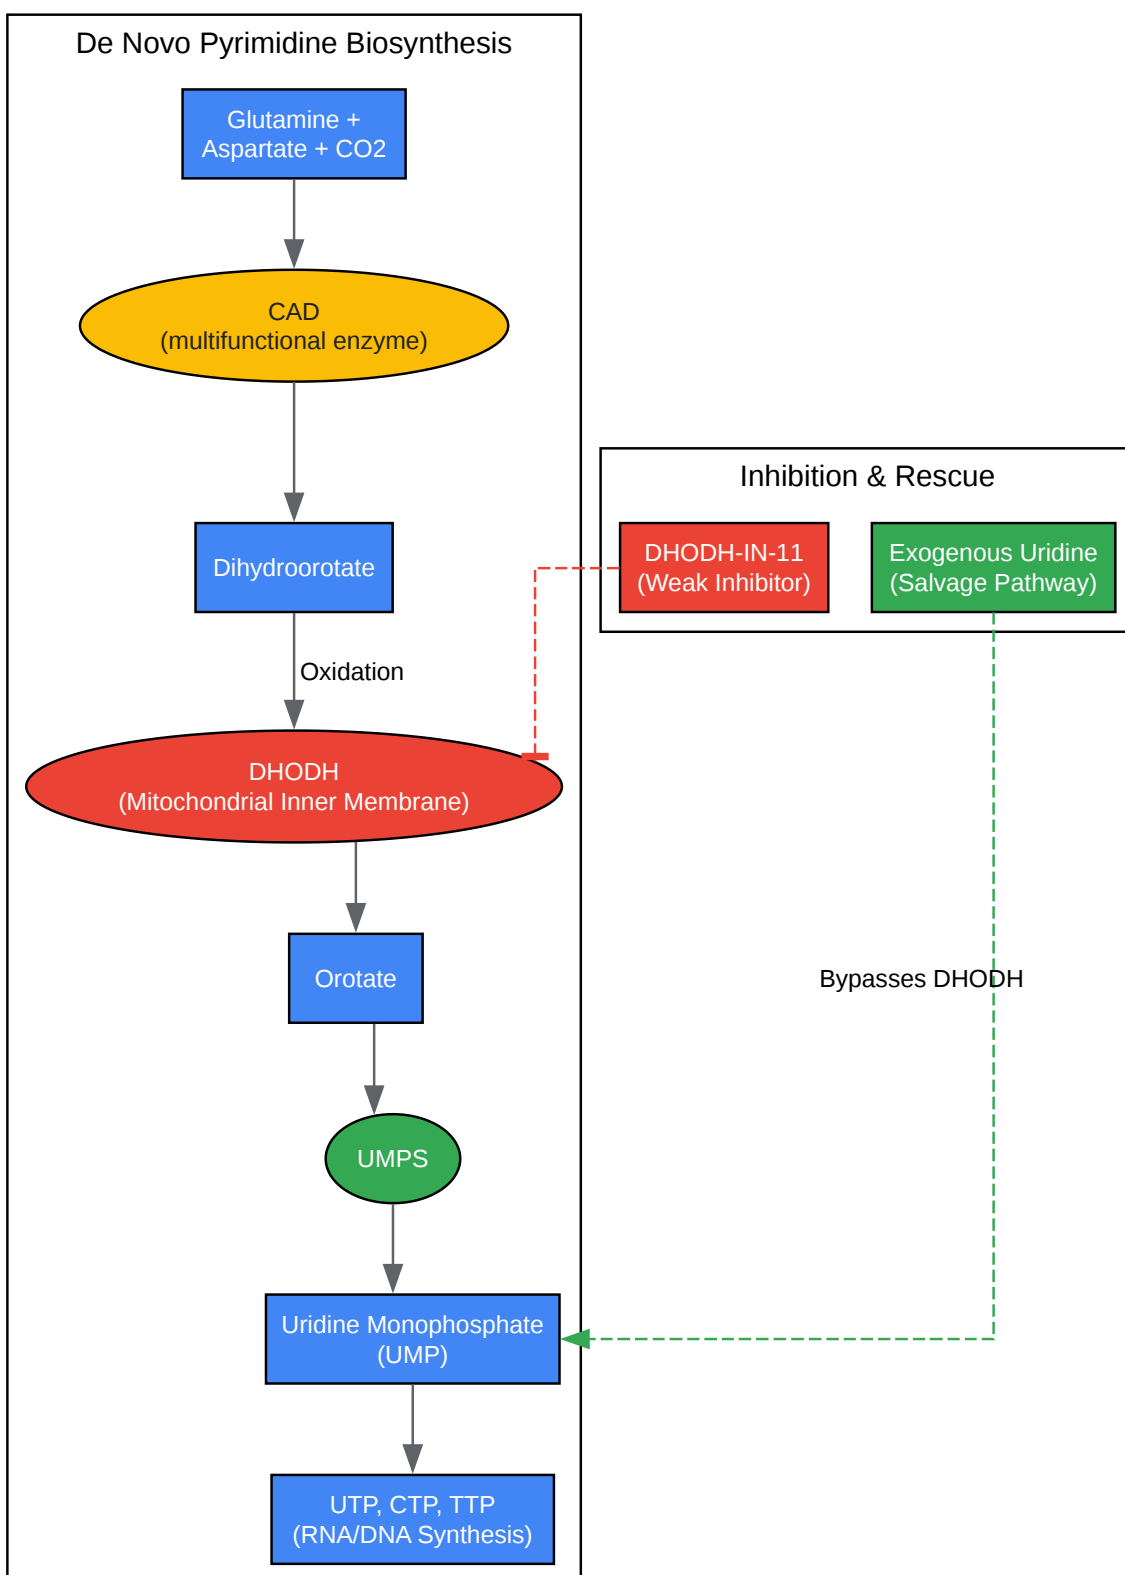 De Novo Pyrimidine Biosynthesis
Glutamine +
Aspartate + CO2
CAD
(multifunctional enzyme)
Dihydroorotate
Oxidation
DHODH
(Mitochondrial Inner Membrane)
Orotate
UMPS
Uridine Monophosphate
(UMP)
UTP, CTP, TTP
(RNA/DNA Synthesis)
Inhibition & Rescue
DHODH-IN-11
(Weak Inhibitor)
Exogenous Uridine
(Salvage Pathway)
Bypasses DHODH